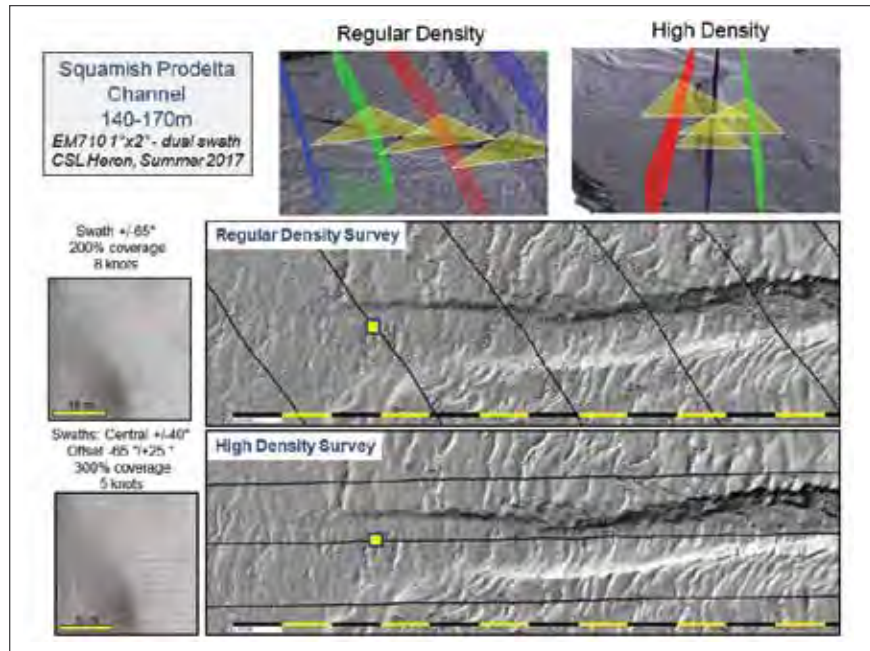 Regular Density
High Density
Squamish Prodelta
Channel
140-170m
EM710 1°x2° - dual swath
CSL Heron, Summer 2017
Swath +/-65°
200% coverage
8 knots
Regular Density Survey
Swaths: Central +/-40°
Offset -65°/+25°
300% coverage
5 knots
High Density Survey